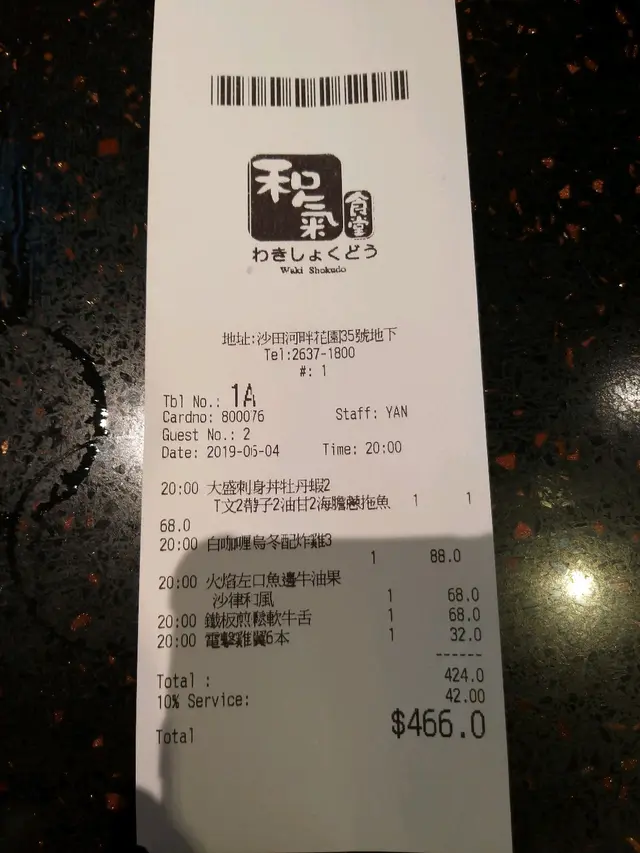 和氣
食堂
わきしょくどう
Waki Shokudo
地址:沙田河畔花園35號地下
Tel:2637-1800
#: 1
Tbl No.: 1A
Cardno: 800076 Staff: YAN
Guest No.: 2
Date: 2019-06-04 Time: 20:00
20:00 大盛刺身丼牡丹蝦2
T文2帶子2油甘2海膽蔥拖魚 1 1
68.0
20:00 白咖喱烏冬配炸雞3
1 88.0
20:00 火焰左口魚邊牛油果
沙律和風 1 68.0
20:00 鐵板煎鬆軟牛舌 1 68.0
20:00 電擊雞翼6本 1 32.0
------
Total : 424.0
10% Service: 42.00
Total $466.0